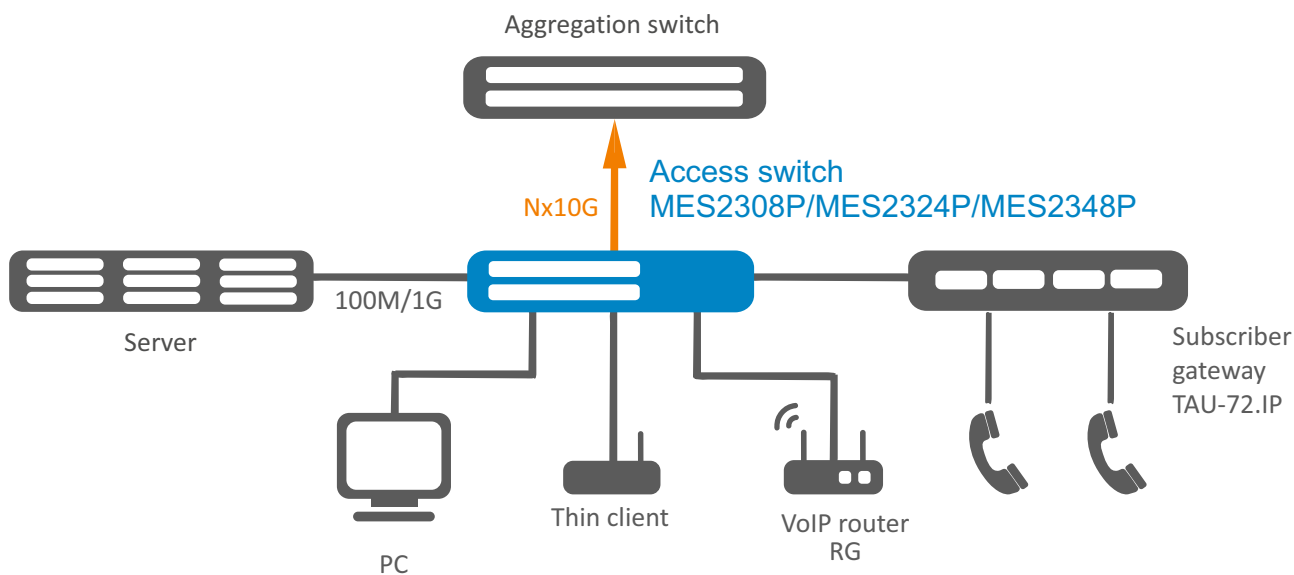 Aggregation switch
Access switch
MES2308P/MES2324P/MES2348P
Nx10G
100M/1G
Server
Subscriber
gateway
TAU-72.IP
Thin client
VoIP router
RG
PC